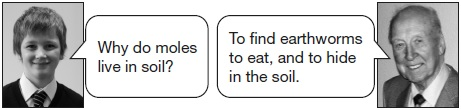 Why do moles
live in soil?
To find earthworms
to eat, and to hide
in the soil.